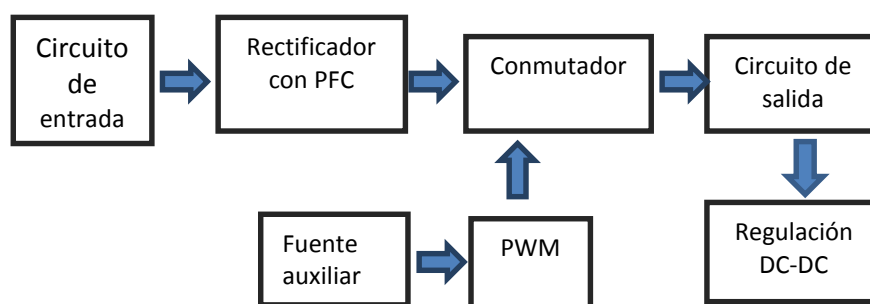 Circuito
de
entrada
Rectificador
con PFC
Conmutador
Circuito de
salida
Fuente
auxiliar
PWM
Regulación
DC-DC